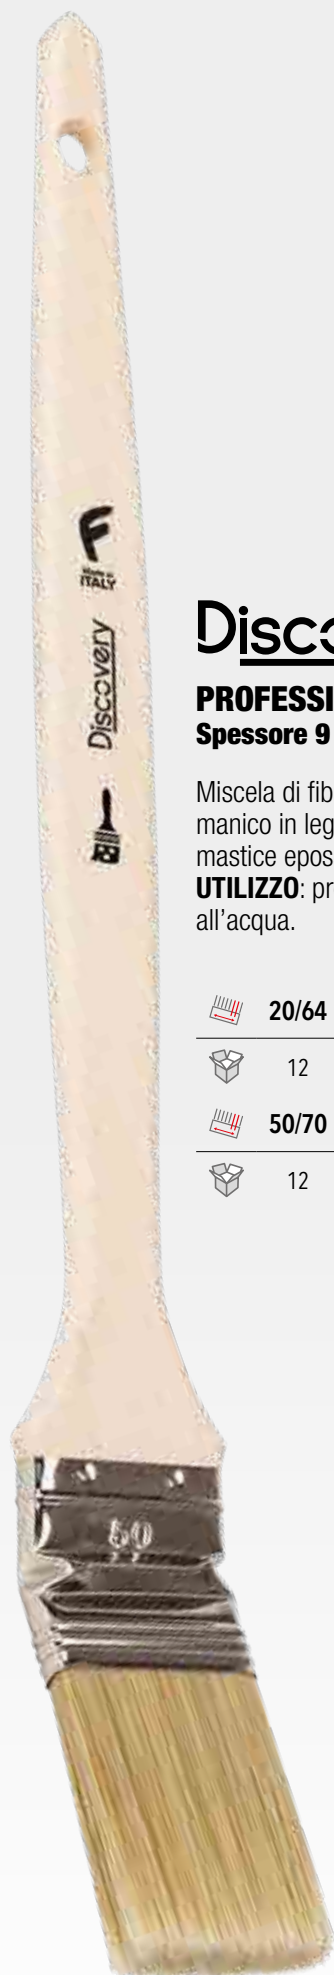 F
Made in
ITALY
Discovery
Disco
PROFESSI
Spessore 9
Miscela di fib
manico in leg
mastice epos
UTILIZZO: pr
all'acqua.
20/64
12
50/70
12